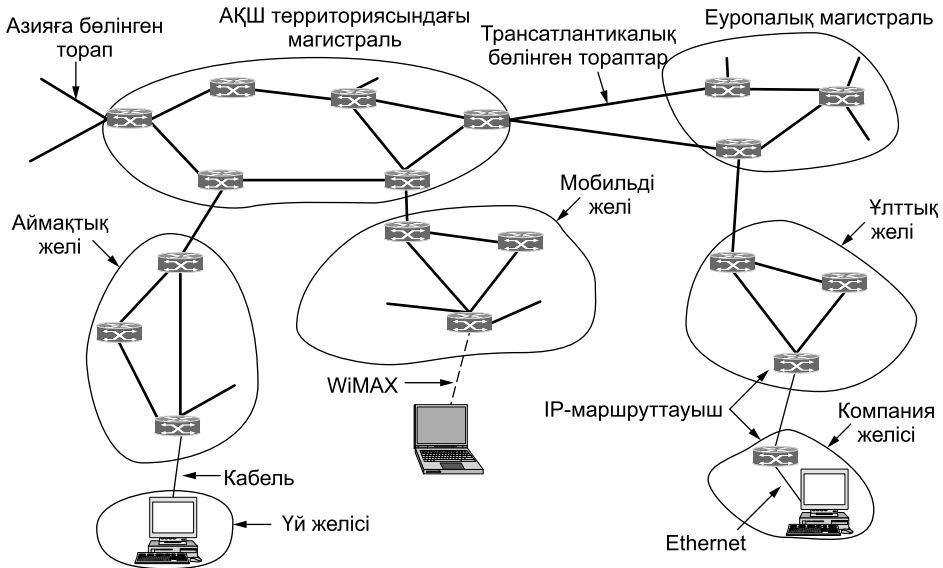 Азияға бөлінген
торап
АҚШ территориясындағы
магистраль
Трансатлантикалық
бөлінген тораптар
Еуропалық магистраль
Аймақтық
желі
Мобильді
желі
Ұлттық
желі
WiMAX
IP-маршруттауыш
Компания
желісі
Кабель
Үй желісі
Ethernet